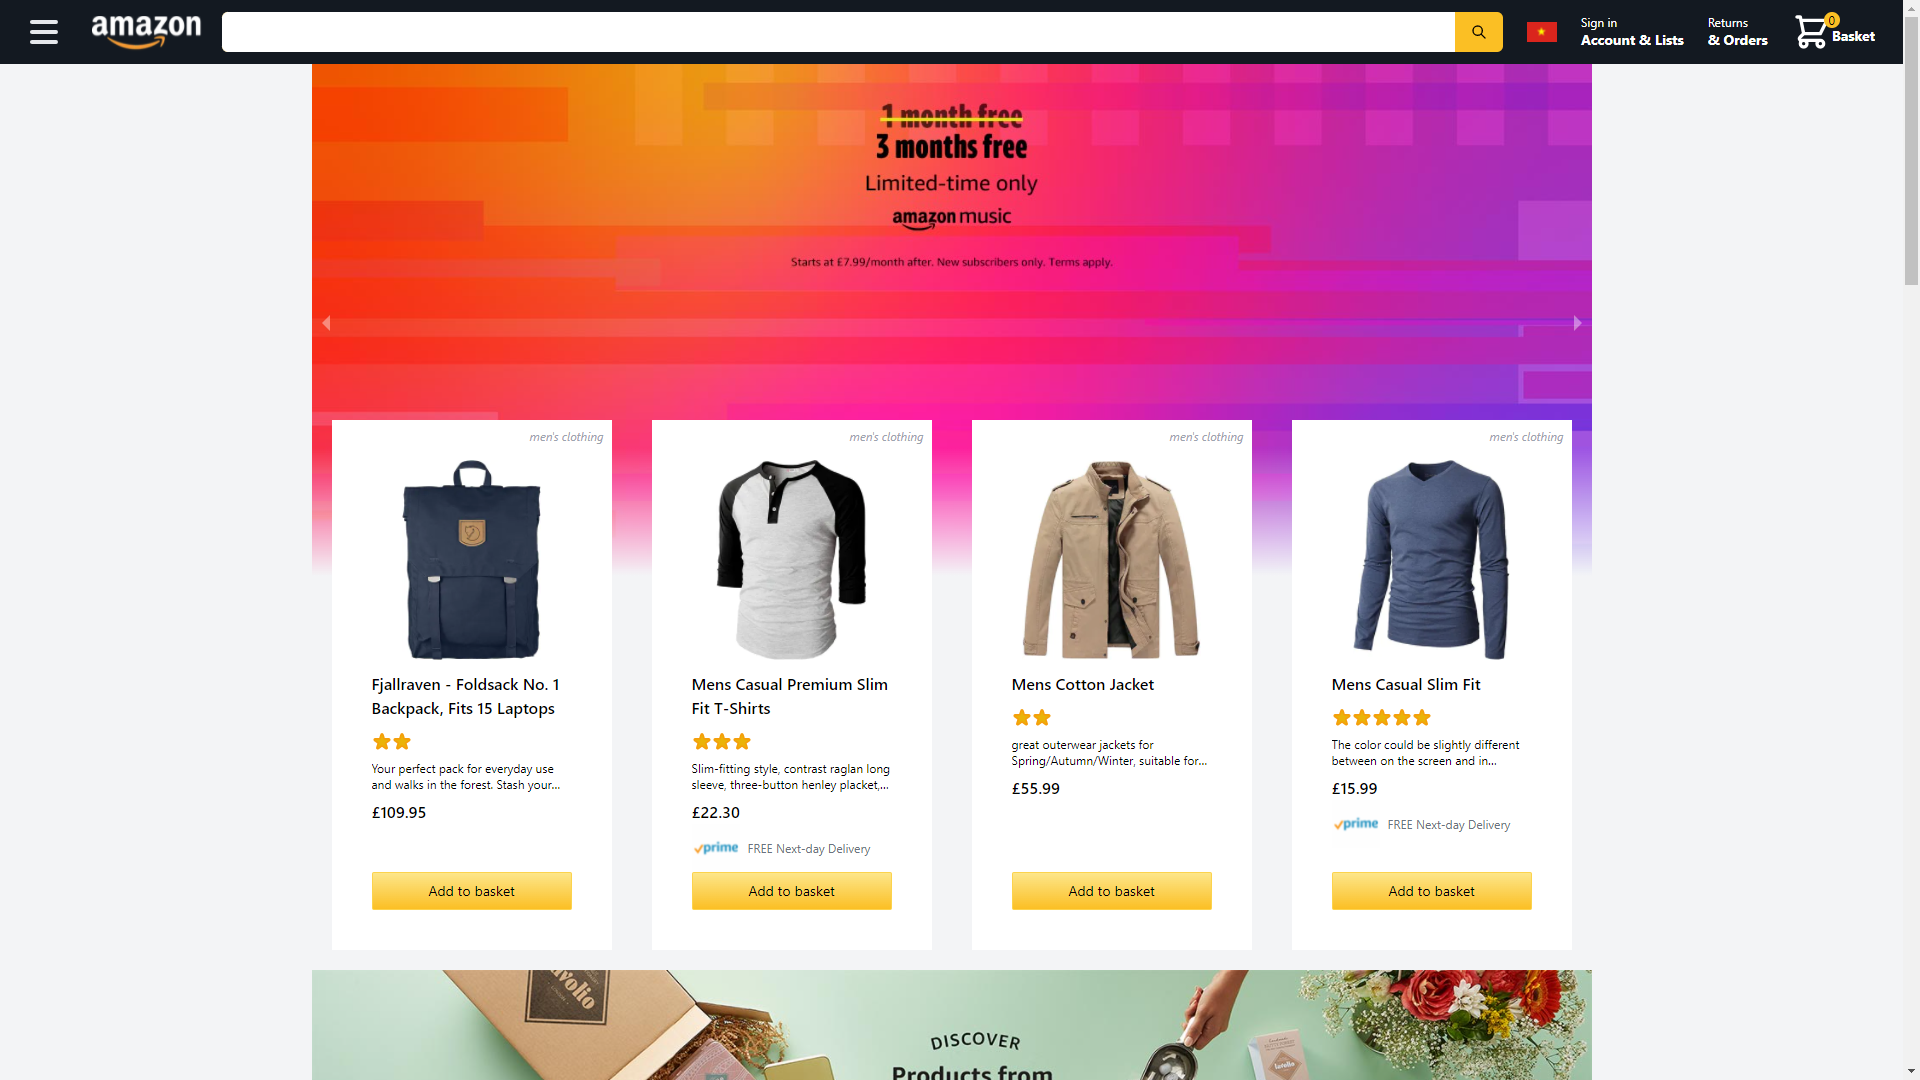 amazon
Sign in
Account & Lists
Returns
& Orders
0
Basket
1 month free
3 months free
Limited-time only
amazon music
Starts at £7.99/month after. New subscribers only. Terms apply.
men's clothing
Fjallraven - Foldsack No. 1
Backpack, Fits 15 Laptops
Your perfect pack for everyday use
and walks in the forest. Stash your...
£109.95
Add to basket
men's clothing
Mens Casual Premium Slim
Fit T-Shirts
Slim-fitting style, contrast raglan long
sleeve, three-button henley placket,...
£22.30
prime FREE Next-day Delivery
Add to basket
men's clothing
Mens Cotton Jacket
great outerwear jackets for
Spring/Autumn/Winter, suitable for...
£55.99
Add to basket
men's clothing
Mens Casual Slim Fit
The color could be slightly different
between on the screen and in...
£15.99
prime FREE Next-day Delivery
Add to basket
DISCOVER
Products from